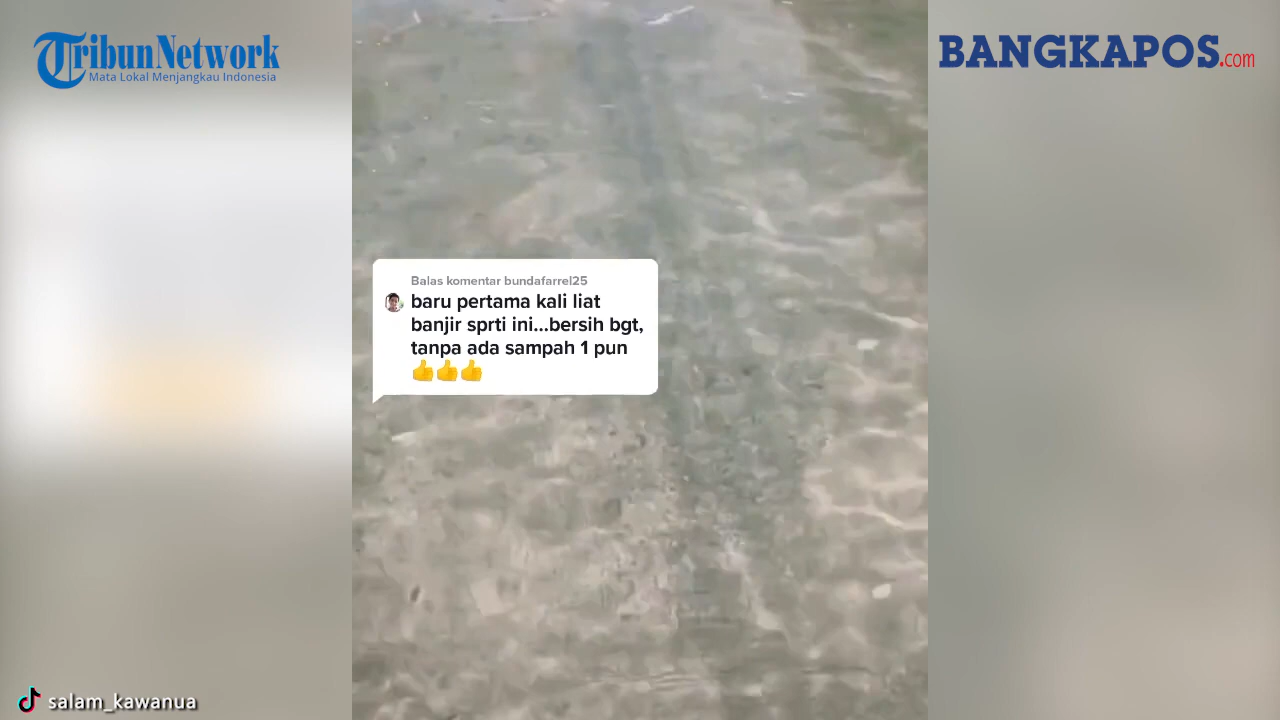 TribunNetwork
Mata Lokal Menjangkau Indonesia
BANGKAPOS.com
Balas komentar bundafarrel25
baru pertama kali liat
banjir sprti ini...bersih bgt,
tanpa ada sampah 1 pun
👍👍👍
salam_kawanua